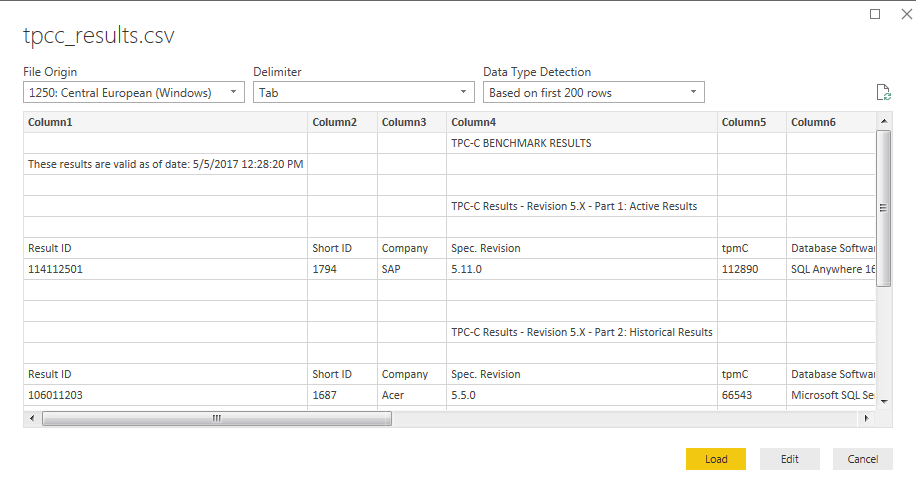 tpcc_results.csv
File Origin Delimiter Data Type Detection
1250: Central European (Windows) Tab Based on first 200 rows
Column1 Column2 Column3 Column4 Column5 Column6
TPC-C BENCHMARK RESULTS
These results are valid as of date: 5/5/2017 12:28:20 PM
TPC-C Results - Revision 5.X - Part 1: Active Results
Result ID Short ID Company Spec. Revision tpmC Database Softwa
114112501 1794 SAP 5.11.0 112890 SQL Anywhere 16
TPC-C Results - Revision 5.X - Part 2: Historical Results
Result ID Short ID Company Spec. Revision tpmC Database Softwa
106011203 1687 Acer 5.5.0 66543 Microsoft SQL Se
Load Edit Cancel